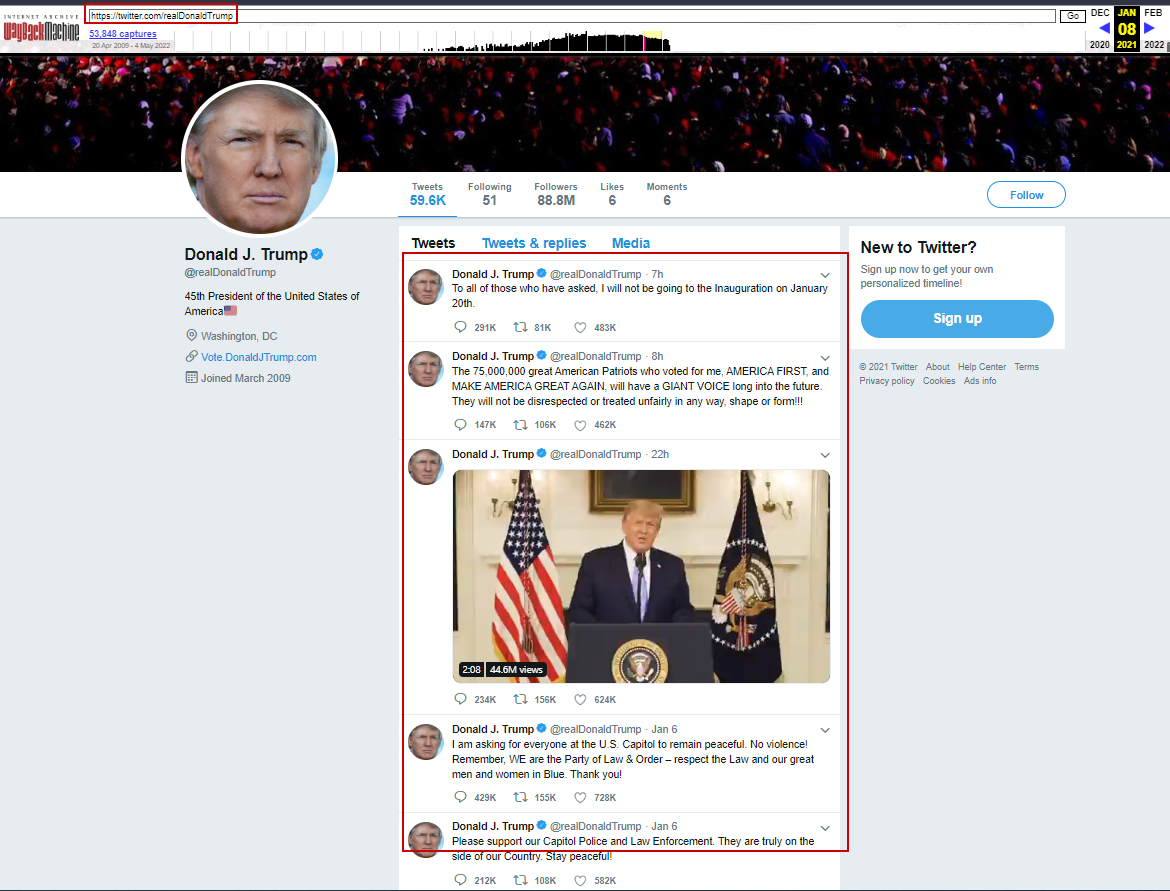 INTERNET ARCHIVE
WayBackMachine
https://twitter.com/realDonaldTrump
Go
53,848 captures
20 Apr 2009 - 4 May 2022
DEC JAN FEB
08
2020 2021 2022
Tweets Following Followers Likes Moments
59.6K 51 88.8M 6 6
Follow
Donald J. Trump
@realDonaldTrump
45th President of the United States of
America🇺🇸
Washington, DC
Vote.DonaldJTrump.com
Joined March 2009
Tweets Tweets & replies Media
Donald J. Trump @realDonaldTrump · 7h
To all of those who have asked, I will not be going to the Inauguration on January
20th.
291K 81K 483K
Donald J. Trump @realDonaldTrump · 8h
The 75,000,000 great American Patriots who voted for me, AMERICA FIRST, and
MAKE AMERICA GREAT AGAIN, will have a GIANT VOICE long into the future.
They will not be disrespected or treated unfairly in any way, shape or form!!!
147K 106K 462K
Donald J. Trump @realDonaldTrump · 22h
2:08 44.6M views
234K 156K 624K
Donald J. Trump @realDonaldTrump · Jan 6
I am asking for everyone at the U.S. Capitol to remain peaceful. No violence!
Remember, WE are the Party of Law & Order – respect the Law and our great
men and women in Blue. Thank you!
429K 155K 728K
Donald J. Trump @realDonaldTrump · Jan 6
Please support our Capitol Police and Law Enforcement. They are truly on the
side of our Country. Stay peaceful!
212K 108K 582K
New to Twitter?
Sign up now to get your own
personalized timeline!
Sign up
© 2021 Twitter About Help Center Terms
Privacy policy Cookies Ads info